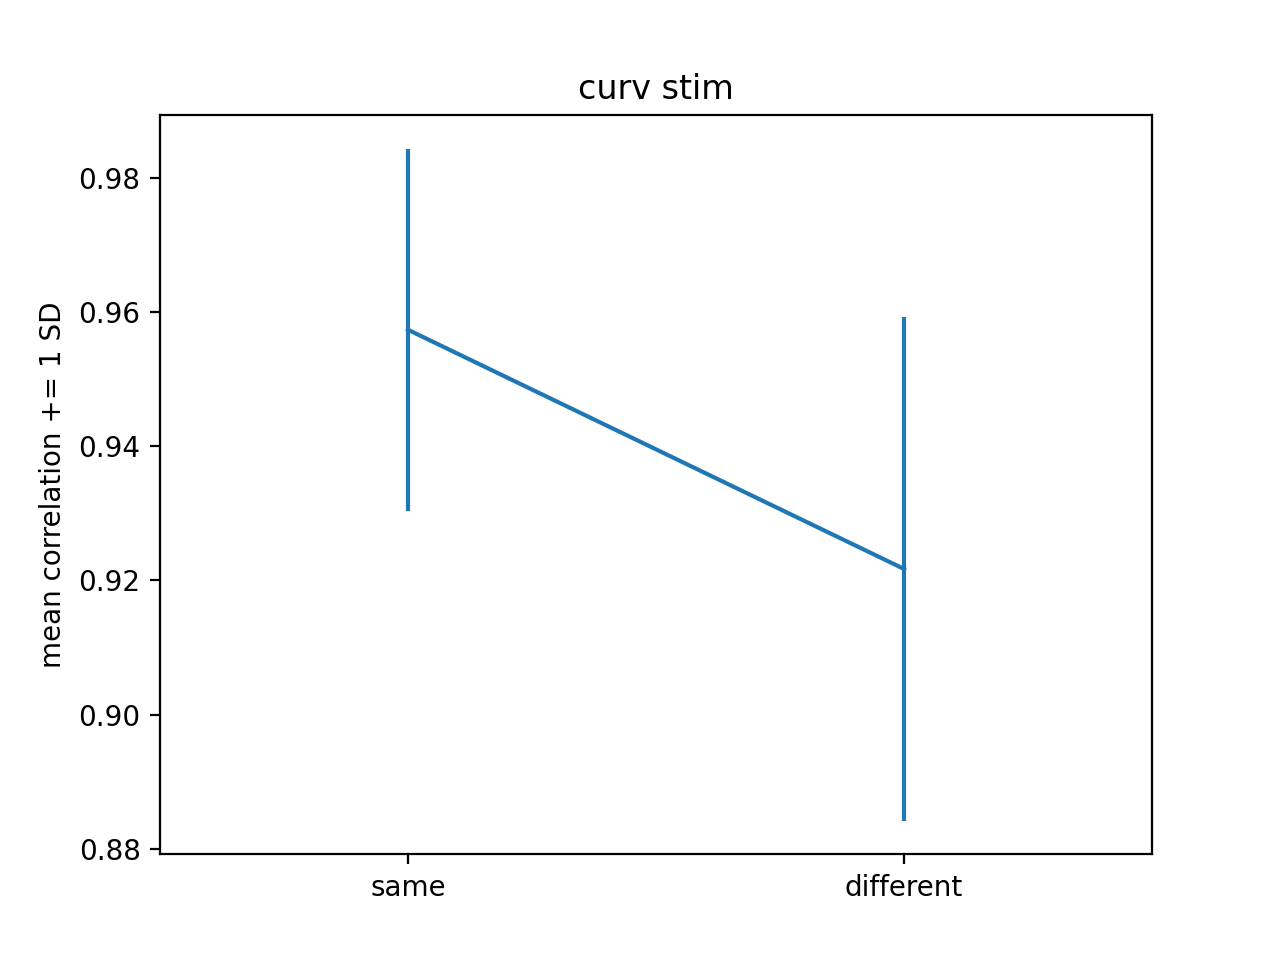 curv stim
mean correlation += 1 SD
0.98
0.96
0.94
0.92
0.90
0.88
same different